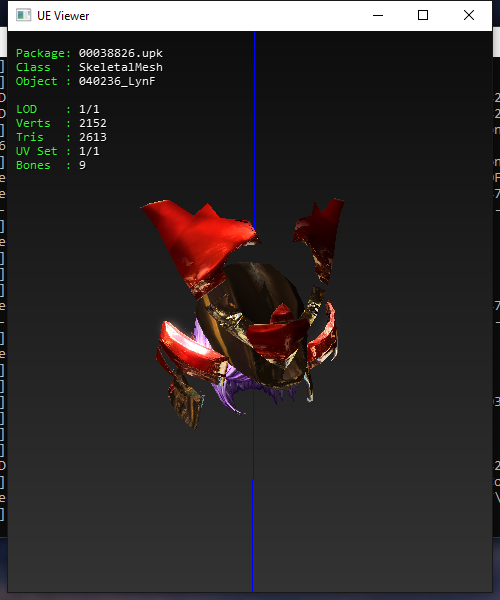 UE Viewer
Package: 00038826.upk
Class : SkeletalMesh
Object : 040236_LynF
LOD : 1/1
Verts : 2152
Tris : 2613
UV Set : 1/1
Bones : 9